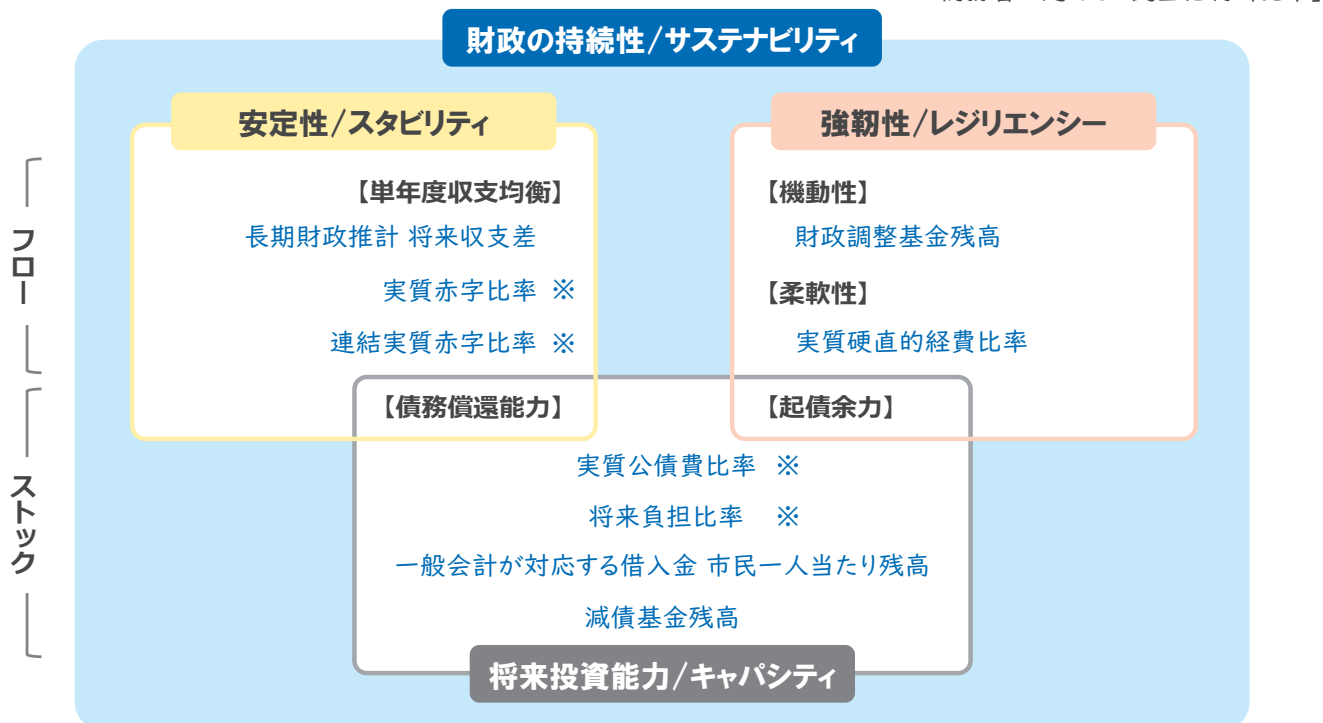 財政の持続性/サステナビリティ
安定性/スタビリティ
強靭性/レジリエンシー
フロー
【単年度収支均衡】
長期財政推計 将来収支差
実質赤字比率 ※
連結実質赤字比率 ※
【機動性】
財政調整基金残高
【柔軟性】
実質硬直的経費比率
ストック
【債務償還能力】
【起債余力】
実質公債費比率 ※
将来負担比率 ※
一般会計が対応する借入金 市民一人当たり残高
減債基金残高
将来投資能力/キャパシティ